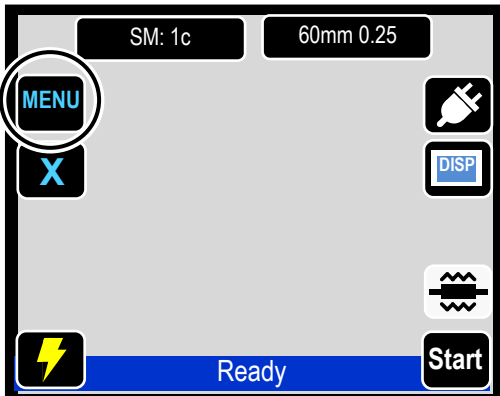 SM: 1c
60mm 0.25
MENU
X
DISP
Ready
Start